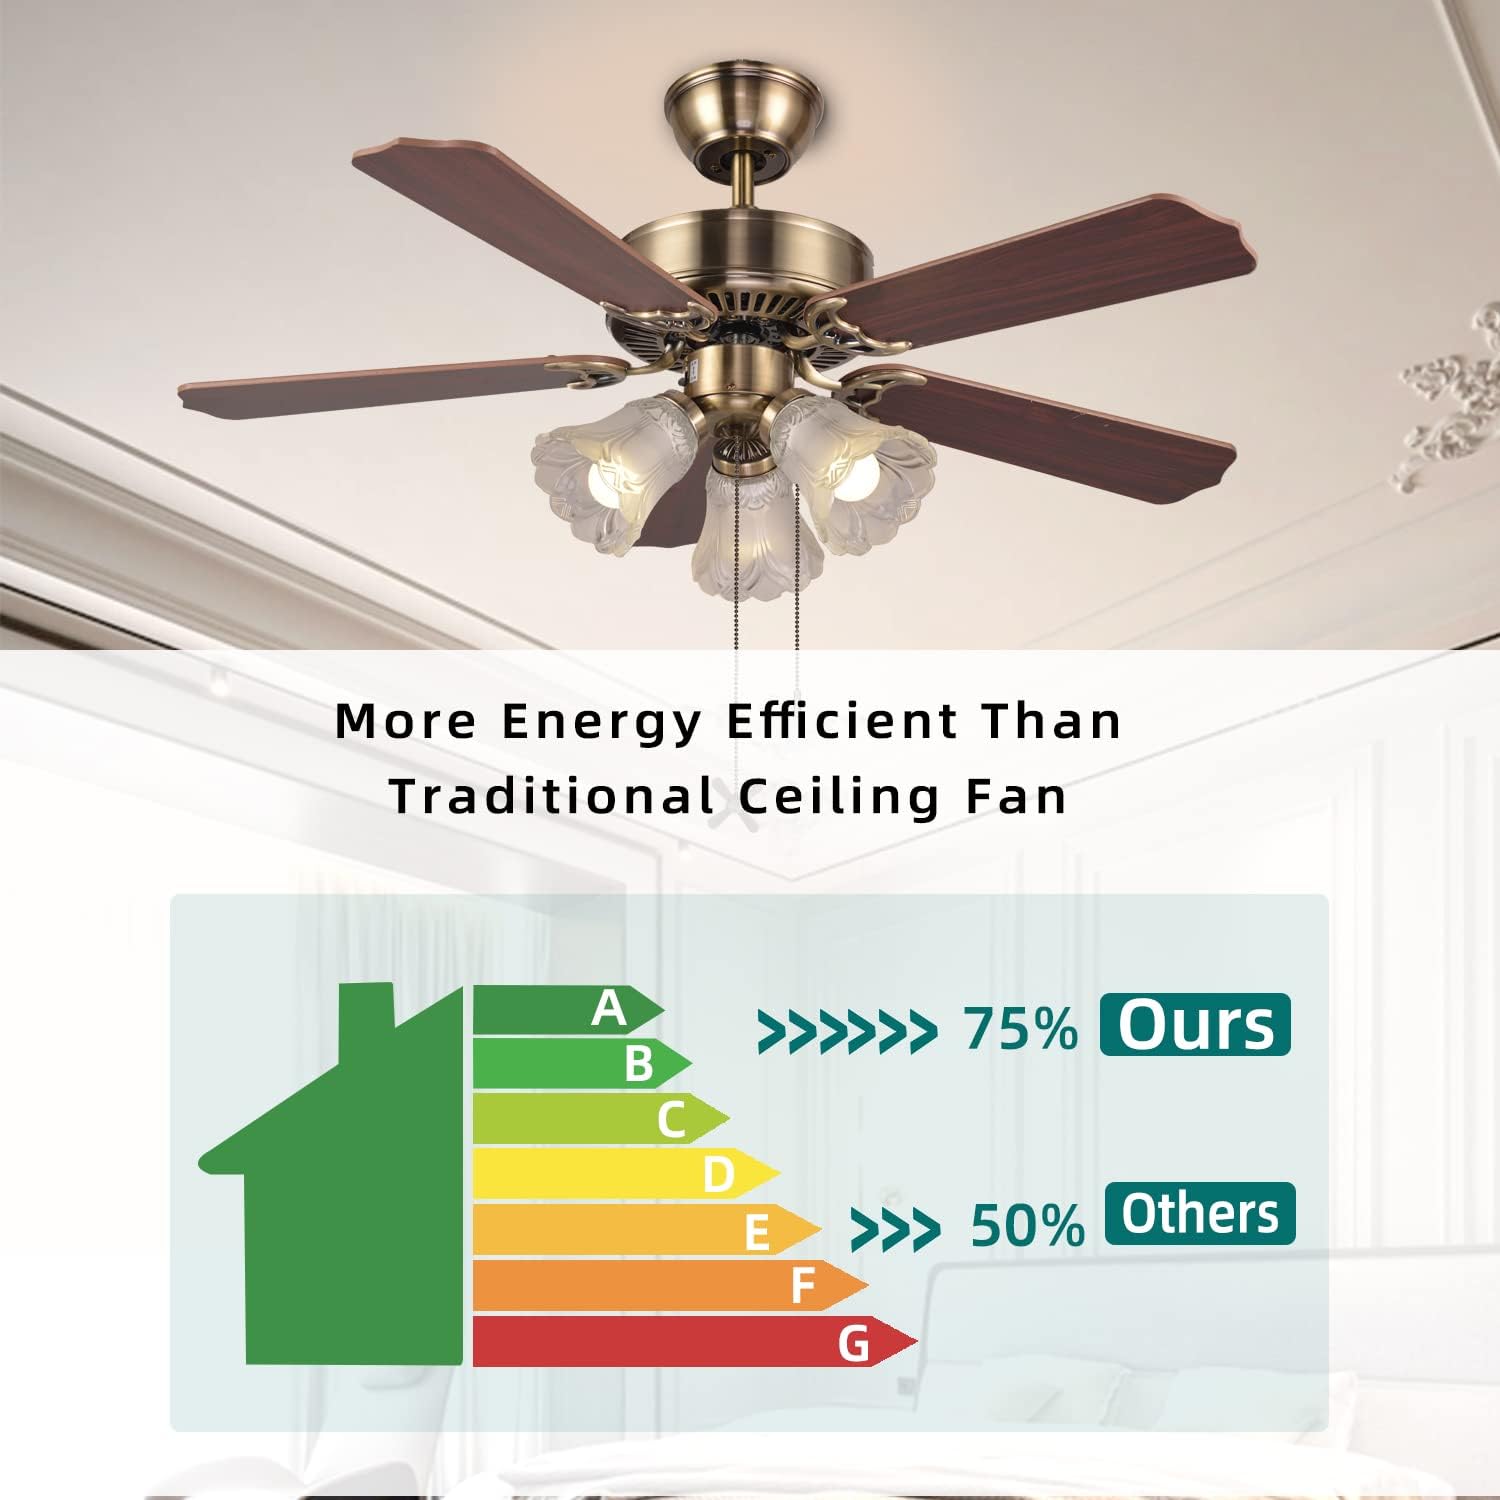 More Energy Efficient Than
Traditional Ceiling Fan
A
B
C
D
E
F
G
>>>>>> 75% Ours
>>> 50% Others